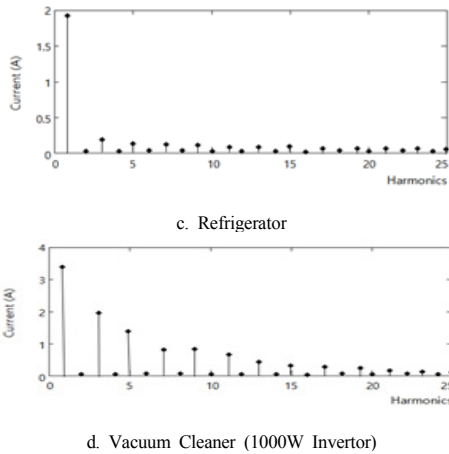 2
1.5
1
0.5
0
Current (A)
0 5 10 15 20 25
Harmonics
c. Refrigerator
4
3
2
1
0
Current (A)
0 5 10 15 20 25
Harmonics
d. Vacuum Cleaner (1000W Invertor)